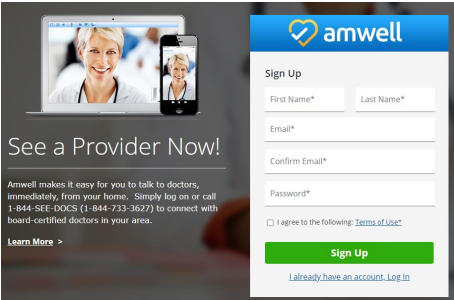 See a Provider Now!
Amwell makes it easy for you to talk to doctors,
immediately, from your home. Simply log on or call
1-844-SEE-DOCS (1-844-733-3627) to connect with
board-certified doctors in your area.
Learn More >
amwell
Sign Up
First Name*
Last Name*
Email*
Confirm Email*
Password*
I agree to the following: Terms of Use*
Sign Up
I already have an account, Log In